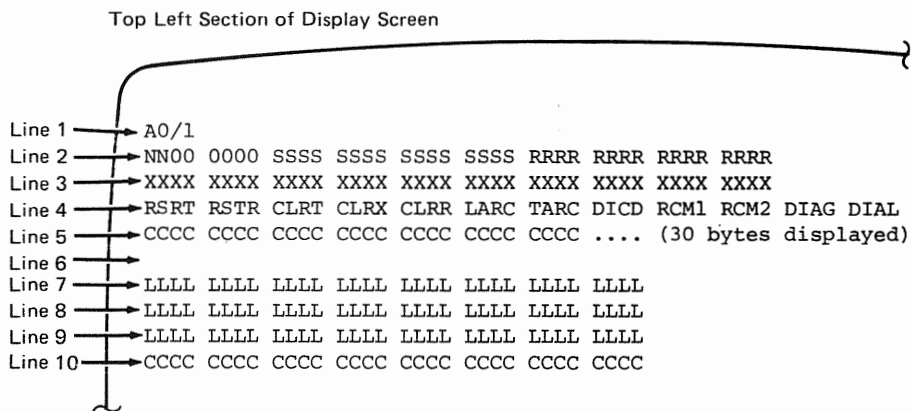 Top Left Section of Display Screen
Line 1 A0/1
Line 2 NN00 0000 SSSS SSSS SSSS SSSS RRRR RRRR RRRR RRRR
Line 3 XXXX XXXX XXXX XXXX XXXX XXXX XXXX XXXX XXXX XXXX
Line 4 RSRT RSTR CLRT CLRX CLRR LARC TARC DICD RCM1 RCM2 DIAG DIAL
Line 5 CCCC CCCC CCCC CCCC CCCC CCCC CCCC .... (30 bytes displayed)
Line 6
Line 7 LLLL LLLL LLLL LLLL LLLL LLLL LLLL LLLL
Line 8 LLLL LLLL LLLL LLLL LLLL LLLL LLLL LLLL
Line 9 LLLL LLLL LLLL LLLL LLLL LLLL LLLL LLLL
Line 10 CCCC CCCC CCCC CCCC CCCC CCCC CCCC CCCC